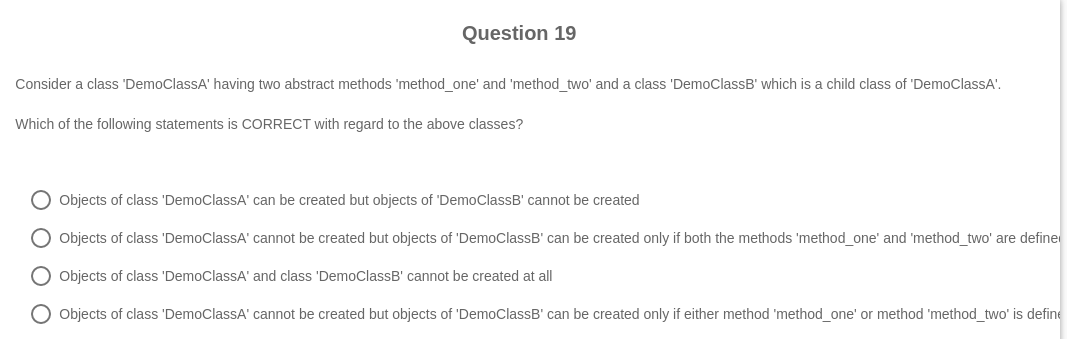 Question 19
Consider a class 'DemoClassA' having two abstract methods 'method_one' and 'method_two' and a class 'DemoClassB' which is a child class of 'DemoClassA'.
Which of the following statements is CORRECT with regard to the above classes?
Objects of class 'DemoClassA' can be created but objects of 'DemoClassB' cannot be created
Objects of class 'DemoClassA' cannot be created but objects of 'DemoClassB' can be created only if both the methods 'method_one' and 'method_two' are
Objects of class 'DemoClassA' and class 'DemoClassB' cannot be created at all
Objects of class 'DemoClassA' cannot be created but objects of 'DemoClassB' can be created only if either method 'method_one' or method 'method_two' is